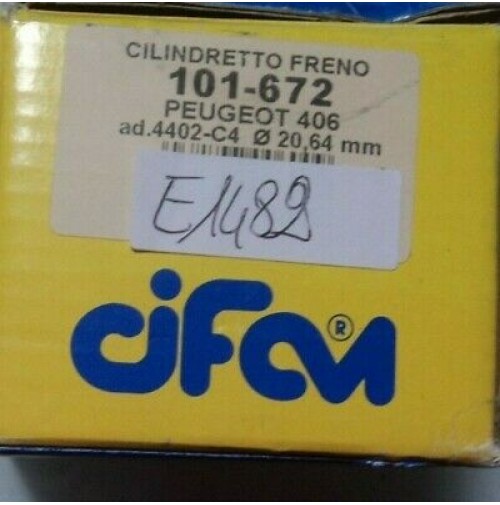 CILINDRETTO FRENO
101-672
PEUGEOT 406
ad.4402-C4 Ø 20,64 mm
E1482
CIFAM ®